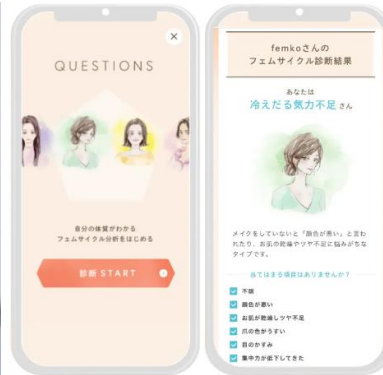 QUESTIONS
自分の体質がわかる
フェムサイクル分析をはじめる
診断 START
femkoさんの
フェムサイクル診断結果
あなたは
冷えだる気力不足 さん
メイクをしていないと「顔色が悪い」と言わ
れたり、お肌の乾燥やツヤ不足に悩みがちな
タイプです。
当てはまる項目はありませんか？
不眠
顔色が悪い
お肌が乾燥しツヤ不足
爪の色がうすい
目のかすみ
集中力が低下してきた